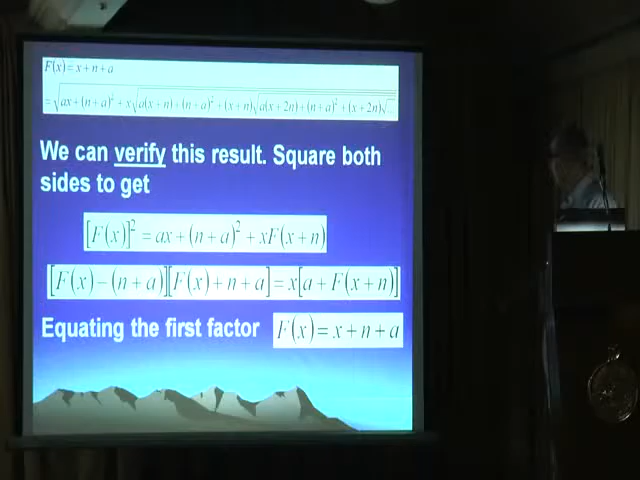 F(x) = x + n + a
= √(ax + (n + a)² + x√(a(x + n) + (n + a)² + (x + n)√(a(x + 2n) + (n + a)² + (x + 2n)√...
We can verify this result. Square both
sides to get
[F(x)]² = ax + (n + a)² + xF(x + n)
[F(x) − (n + a)][F(x) + n + a] = x[a + F(x + n)]
Equating the first factor F(x) = x + n + a